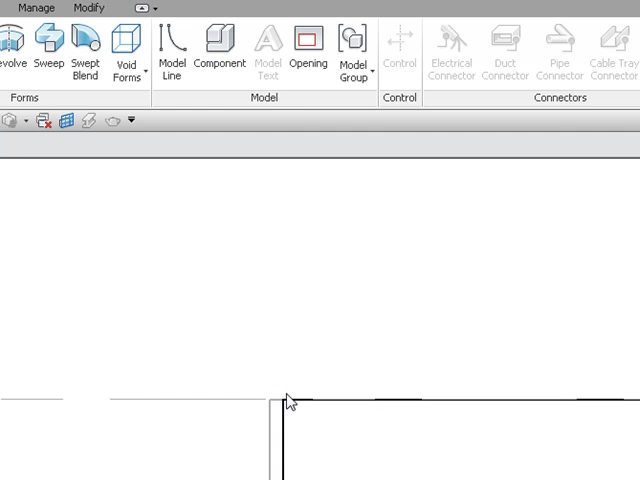 Manage Modify
evolve Sweep Swept Blend Void Forms Model Line Component Model Text Opening Model Group Control Electrical Connector Duct Connector Pipe Connector Cable Tray Connector
Forms Model Control Connectors